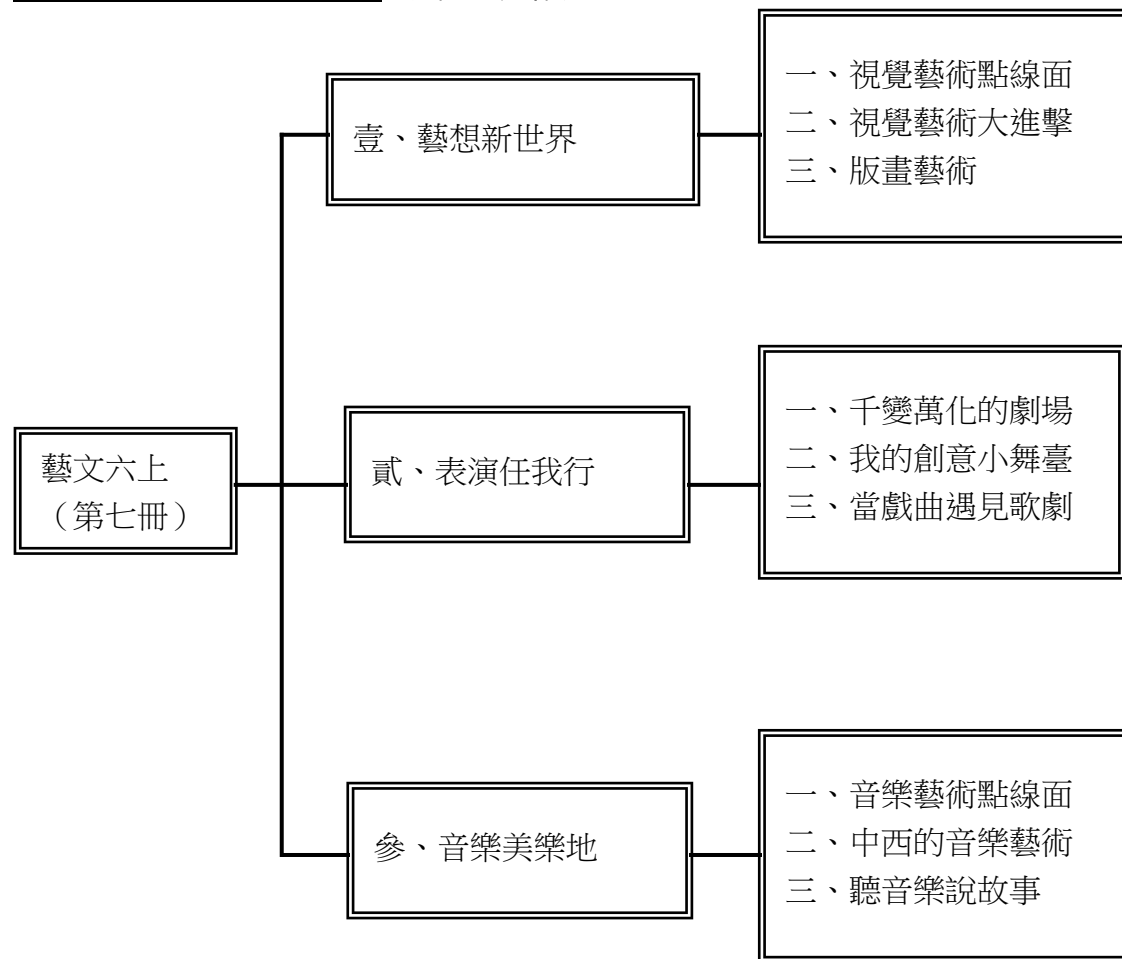 藝文六上
（第七冊）
壹、藝想新世界
一、視覺藝術點線面
二、視覺藝術大進擊
三、版畫藝術
貳、表演任我行
一、千變萬化的劇場
二、我的創意小舞臺
三、當戲曲遇見歌劇
參、音樂美樂地
一、音樂藝術點線面
二、中西的音樂藝術
三、聽音樂說故事